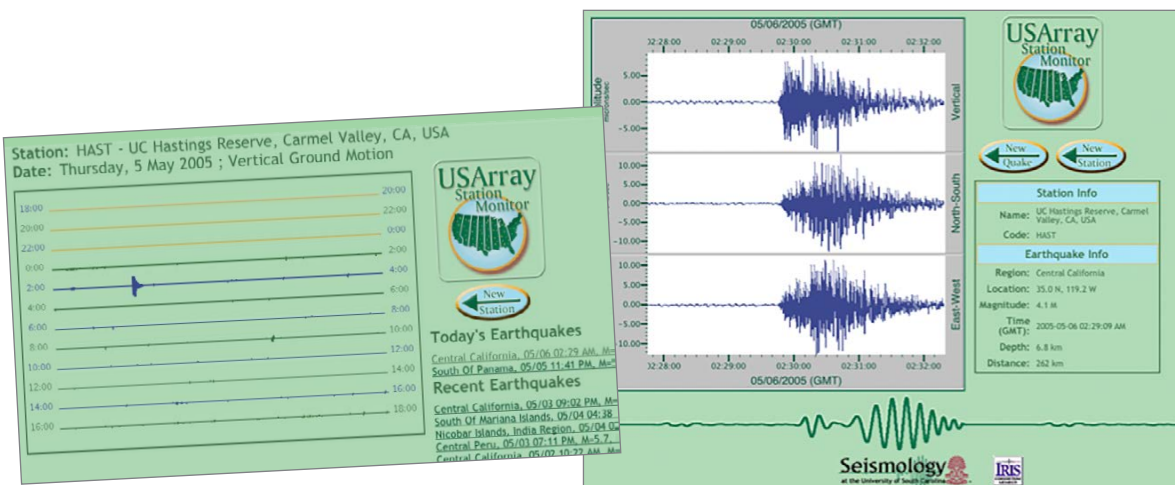 Station: HAST - UC Hastings Reserve, Carmel Valley, CA, USA
Date: Thursday, 5 May 2005 ; Vertical Ground Motion
18:00
20:00
20:00
22:00
22:00
0:00
0:00
2:00
2:00
4:00
4:00
6:00
6:00
8:00
8:00
10:00
10:00
12:00
12:00
14:00
14:00
16:00
16:00
18:00
USArray
Station
Monitor
New
Station
Today's Earthquakes
Central California, 05/06 02:29 AM, M=
South Of Panama, 05/05 11:41 PM, M=
Recent Earthquakes
Central California, 05/03 09:02 PM, M=
South Of Mariana Islands, 05/04 04:38
Nicobar Islands, India Region, 05/04 0
Central Peru, 05/03 07:11 PM, M=5.7,
Central California, 05/02 10:22 AM, M=
05/06/2005 (GMT)
02:28:00 02:29:00 02:30:00 02:31:00 02:32:00
microns/sec
5.00
0.00
-5.00
Vertical
10.00
5.00
0.00
-5.00
-10.00
North-South
10.00
5.00
0.00
-5.00
-10.00
East-West
02:28:00 02:29:00 02:30:00 02:31:00 02:32:00
05/06/2005 (GMT)
USArray
Station
Monitor
New
Quake
New
Station
Station Info
Name: UC Hastings Reserve, Carmel
Valley, CA, USA
Code: HAST
Earthquake Info
Region: Central California
Location: 35.0 N, 119.2 W
Magnitude: 4.1 M
Time
(GMT): 2005-05-06 02:29:09 AM
Depth: 6.8 km
Distance: 262 km
Seismology
at the University of South Carolina
IRIS